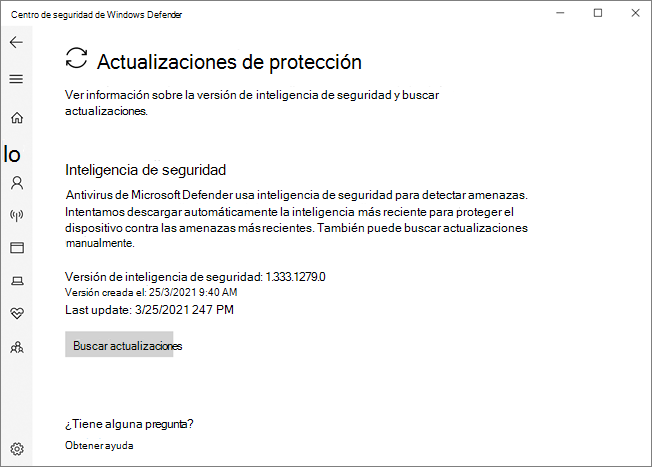 Centro de seguridad de Windows Defender
Actualizaciones de protección
Ver información sobre la versión de inteligencia de seguridad y buscar
actualizaciones.
lo
Inteligencia de seguridad
Antivirus de Microsoft Defender usa inteligencia de seguridad para detectar amenazas.
Intentamos descargar automáticamente la inteligencia más reciente para proteger el
dispositivo contra las amenazas más recientes. También puede buscar actualizaciones
manualmente.
Versión de inteligencia de seguridad: 1.333.1279.0
Versión creada el: 25/3/2021 9:40 AM
Last update: 3/25/2021 247 PM
Buscar actualizaciones
¿Tiene alguna pregunta?
Obtener ayuda